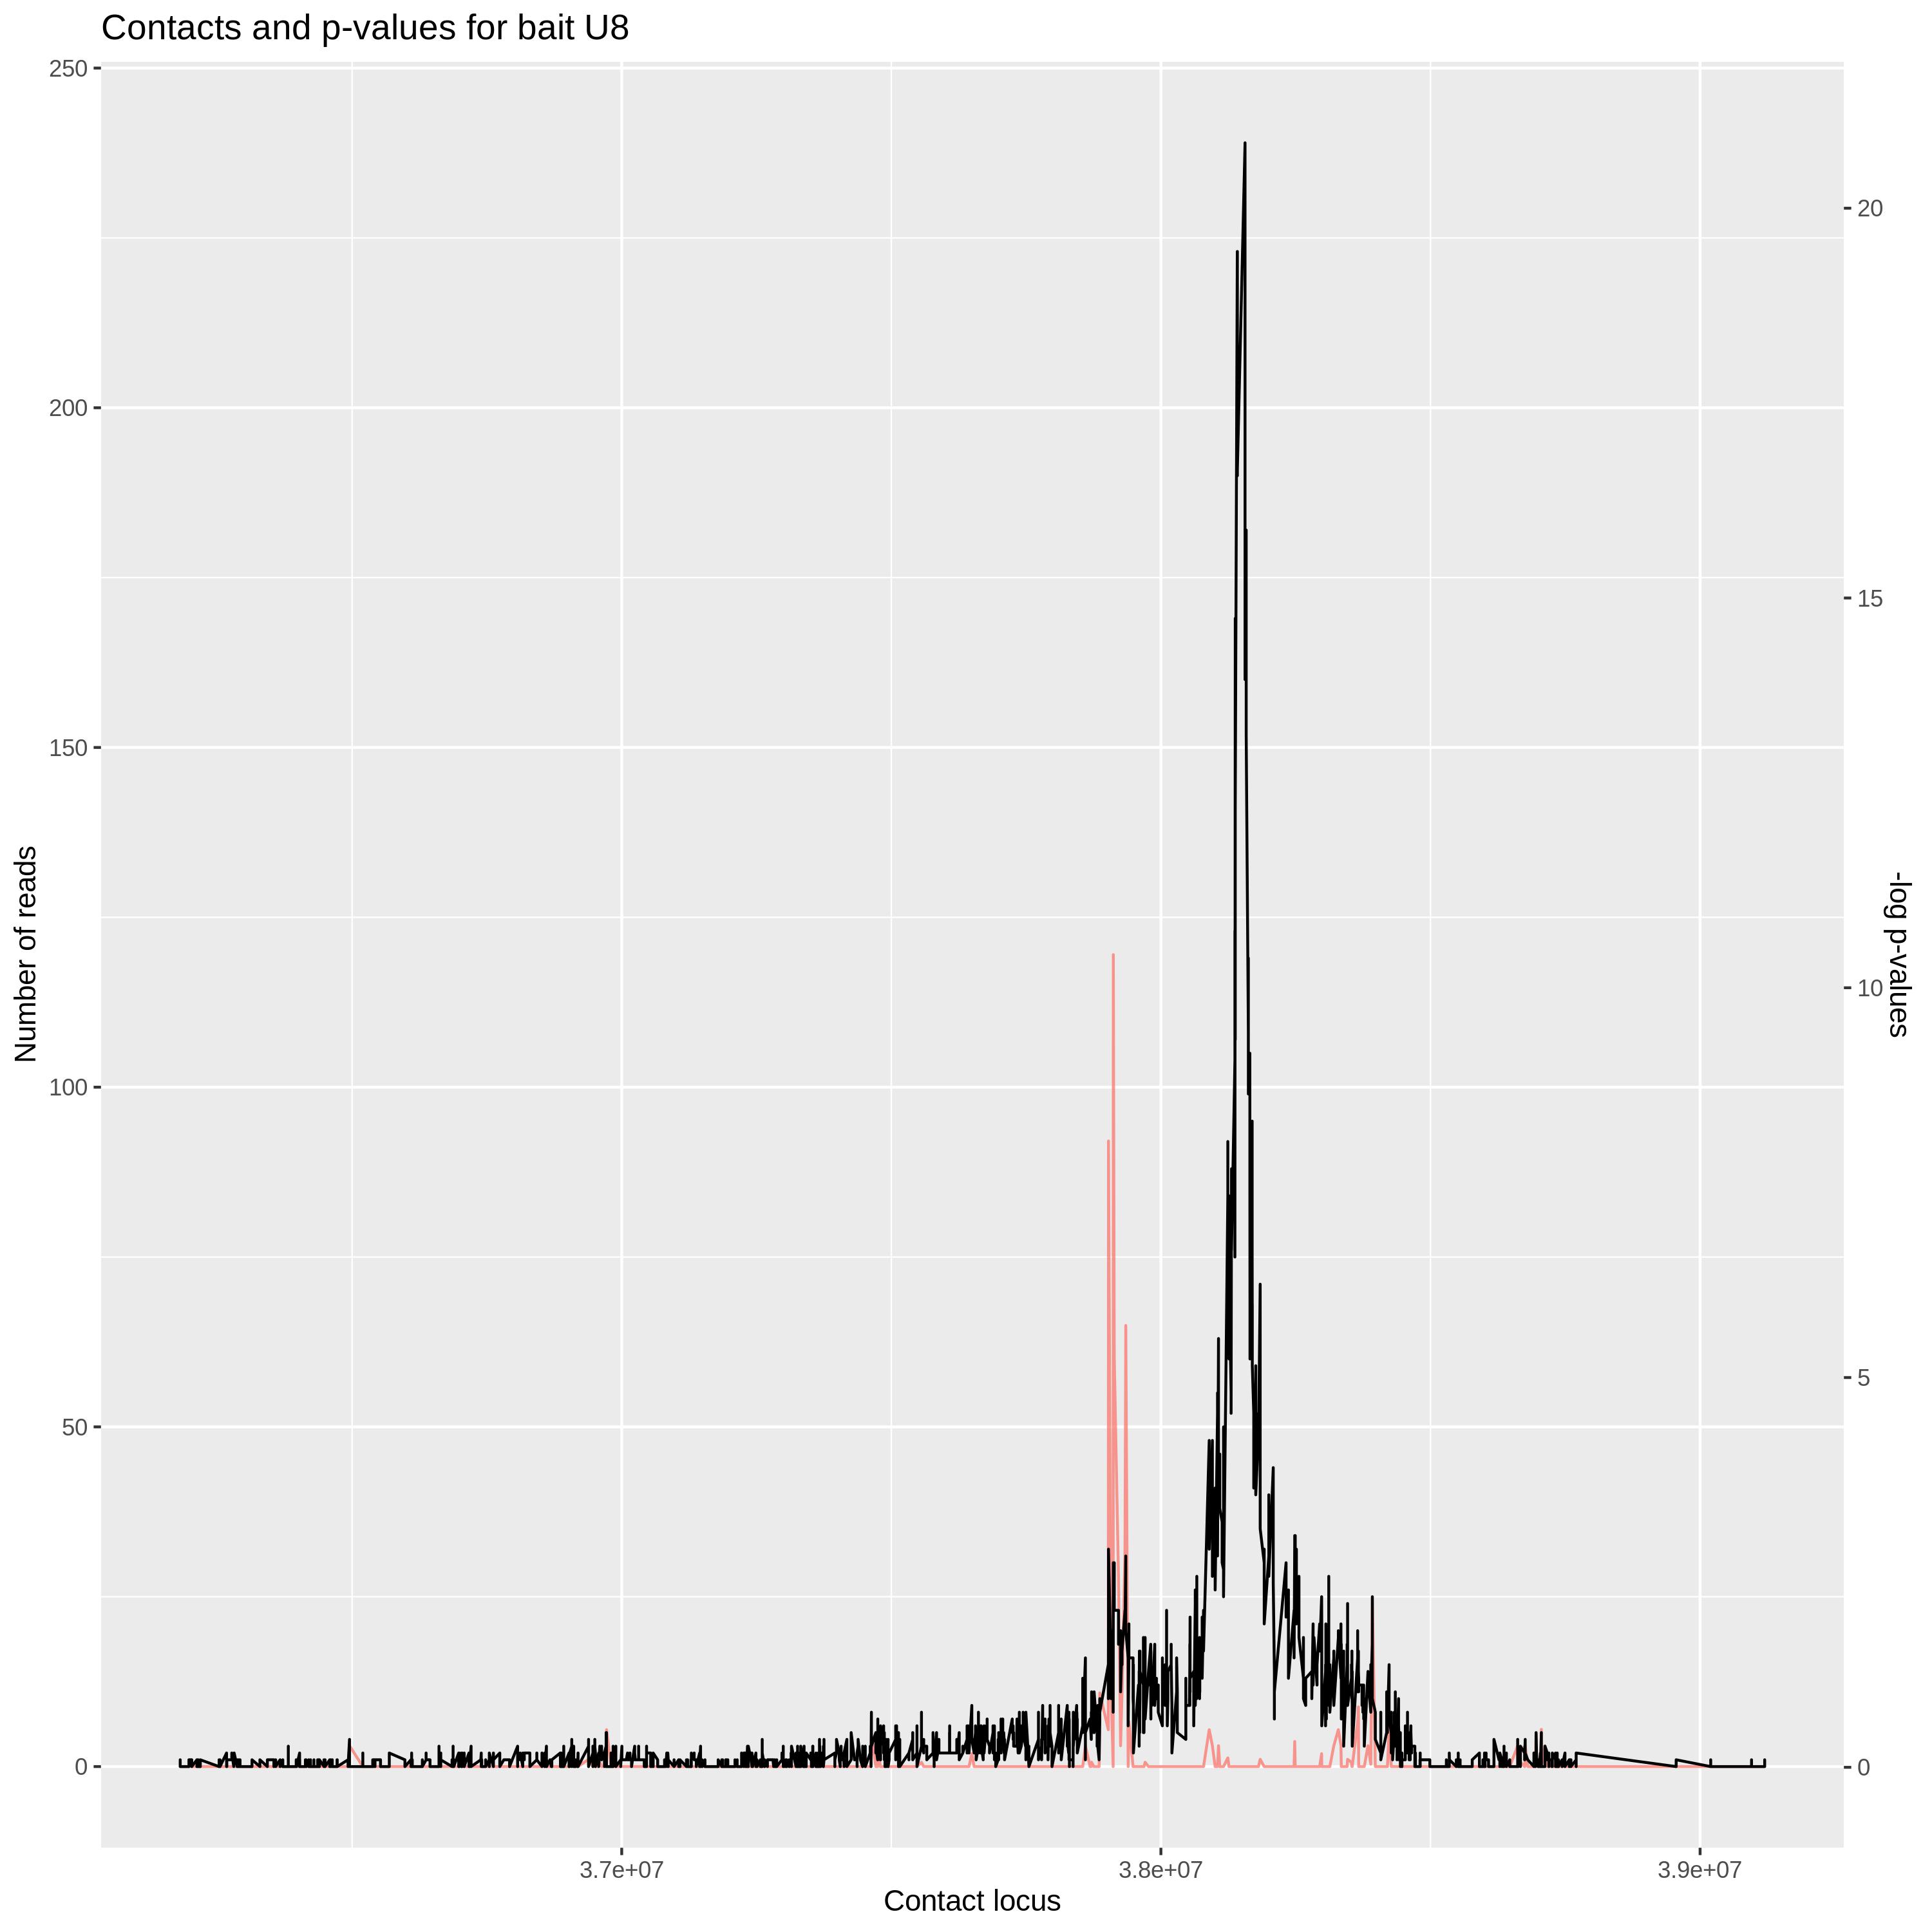 Contacts and p-values for bait U8
250
200
150
100
50
0
Number of reads
20
15
10
5
0
-log p-values
3.7e+07
3.8e+07
3.9e+07
Contact locus